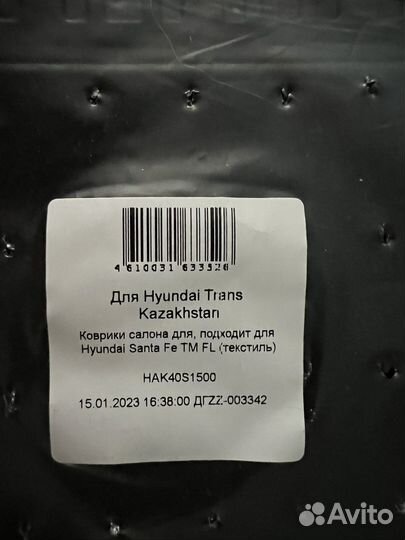 4 610031 633526
Для Hyundai Trans
Kazakhstan
Коврики салона для, подходит для
Hyundai Santa Fe TM FL (текстиль)
HAK40S1500
15.01.2023 16:38:00 ДГZZ-003342
Avito